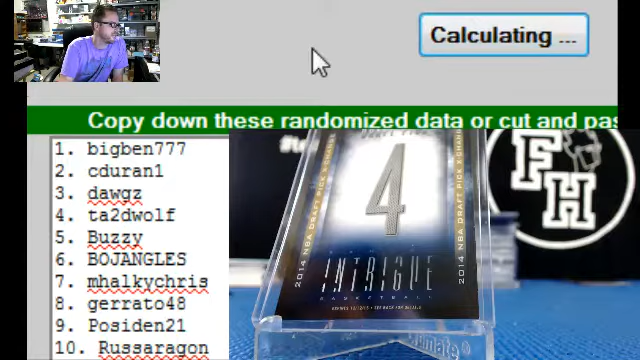 Calculating ...
Copy down these randomized data or cut and pas
1. bigben777
2. cduran1
3. dawgz
4. ta2dwolf
5. Buzzy
6. BOJANGLES
7. mhalkychris
8. gerrato48
9. Posiden21
10. Russaragon
4
2014 NBA DRAFT PICK X-CHANGE
2014 NBA DRAFT PICK X-CHANGE
INTRIGUE
BASKETBALL
FH